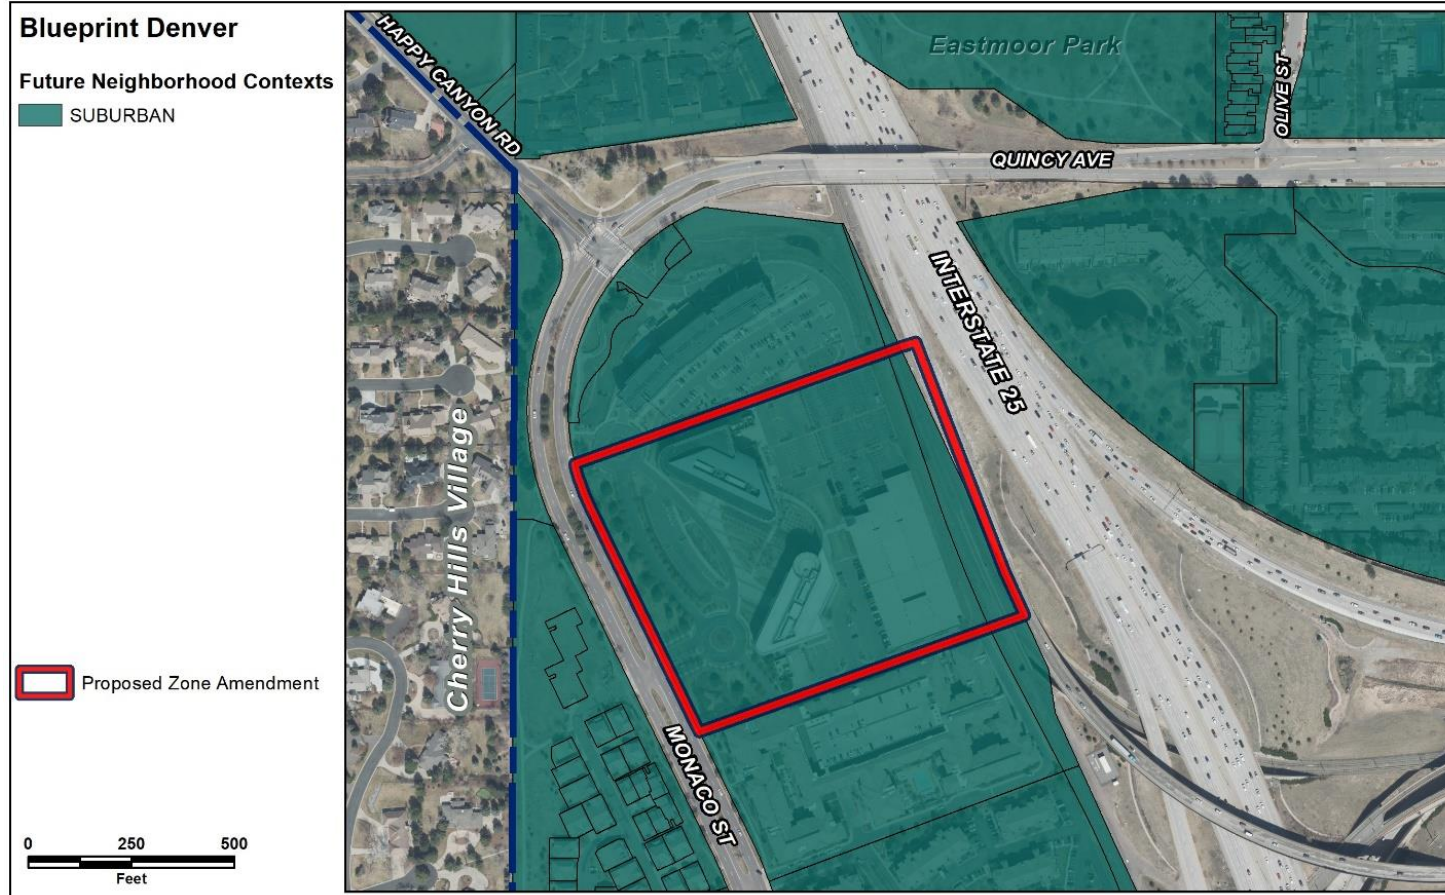 Blueprint Denver
Future Neighborhood Contexts
SUBURBAN
Proposed Zone Amendment
0 250 500
Feet
HAPPY CANYON RD
Eastmoor Park
OLIVE ST
QUINCY AVE
INTERSTATE 25
Cherry Hills Village
MONACO ST